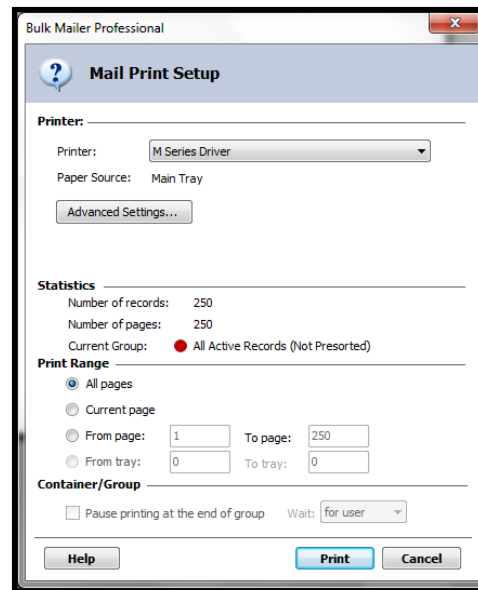 Bulk Mailer Professional
x
? Mail Print Setup
Printer:
Printer: M Series Driver
Paper Source: Main Tray
Advanced Settings...
Statistics
Number of records: 250
Number of pages: 250
Current Group: All Active Records (Not Presorted)
Print Range
All pages
Current page
From page: 1 To page: 250
From tray: 0 To tray: 0
Container/Group
Pause printing at the end of group Wait: for user
Help Print Cancel